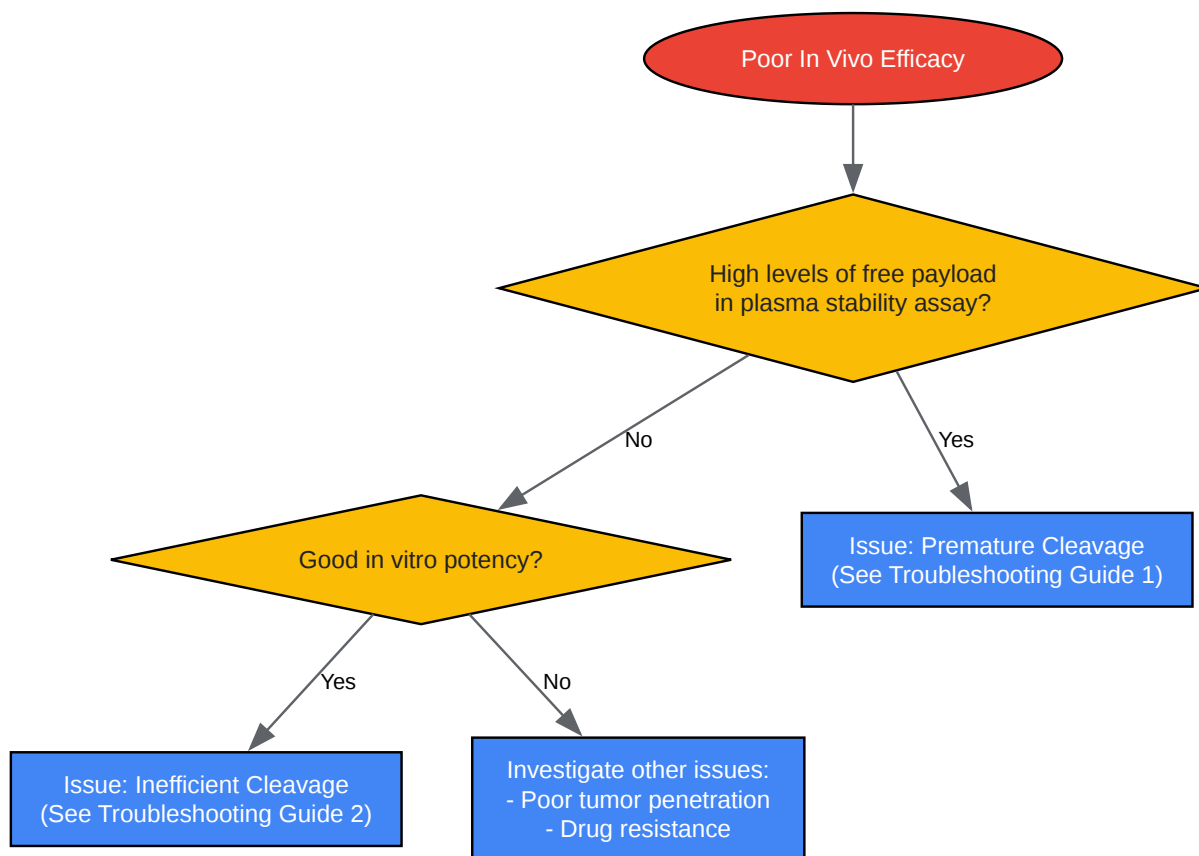 Poor In Vivo Efficacy
High levels of free payload
in plasma stability assay?
No
Yes
Good in vitro potency?
Issue: Premature Cleavage
(See Troubleshooting Guide 1)
Yes
No
Issue: Inefficient Cleavage
(See Troubleshooting Guide 2)
Investigate other issues:
- Poor tumor penetration
- Drug resistance